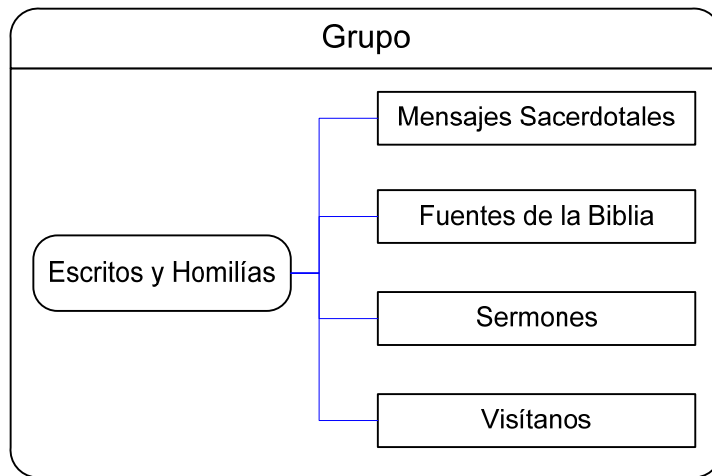 Grupo
Escritos y Homilías
Mensajes Sacerdotales
Fuentes de la Biblia
Sermones
Visítanos